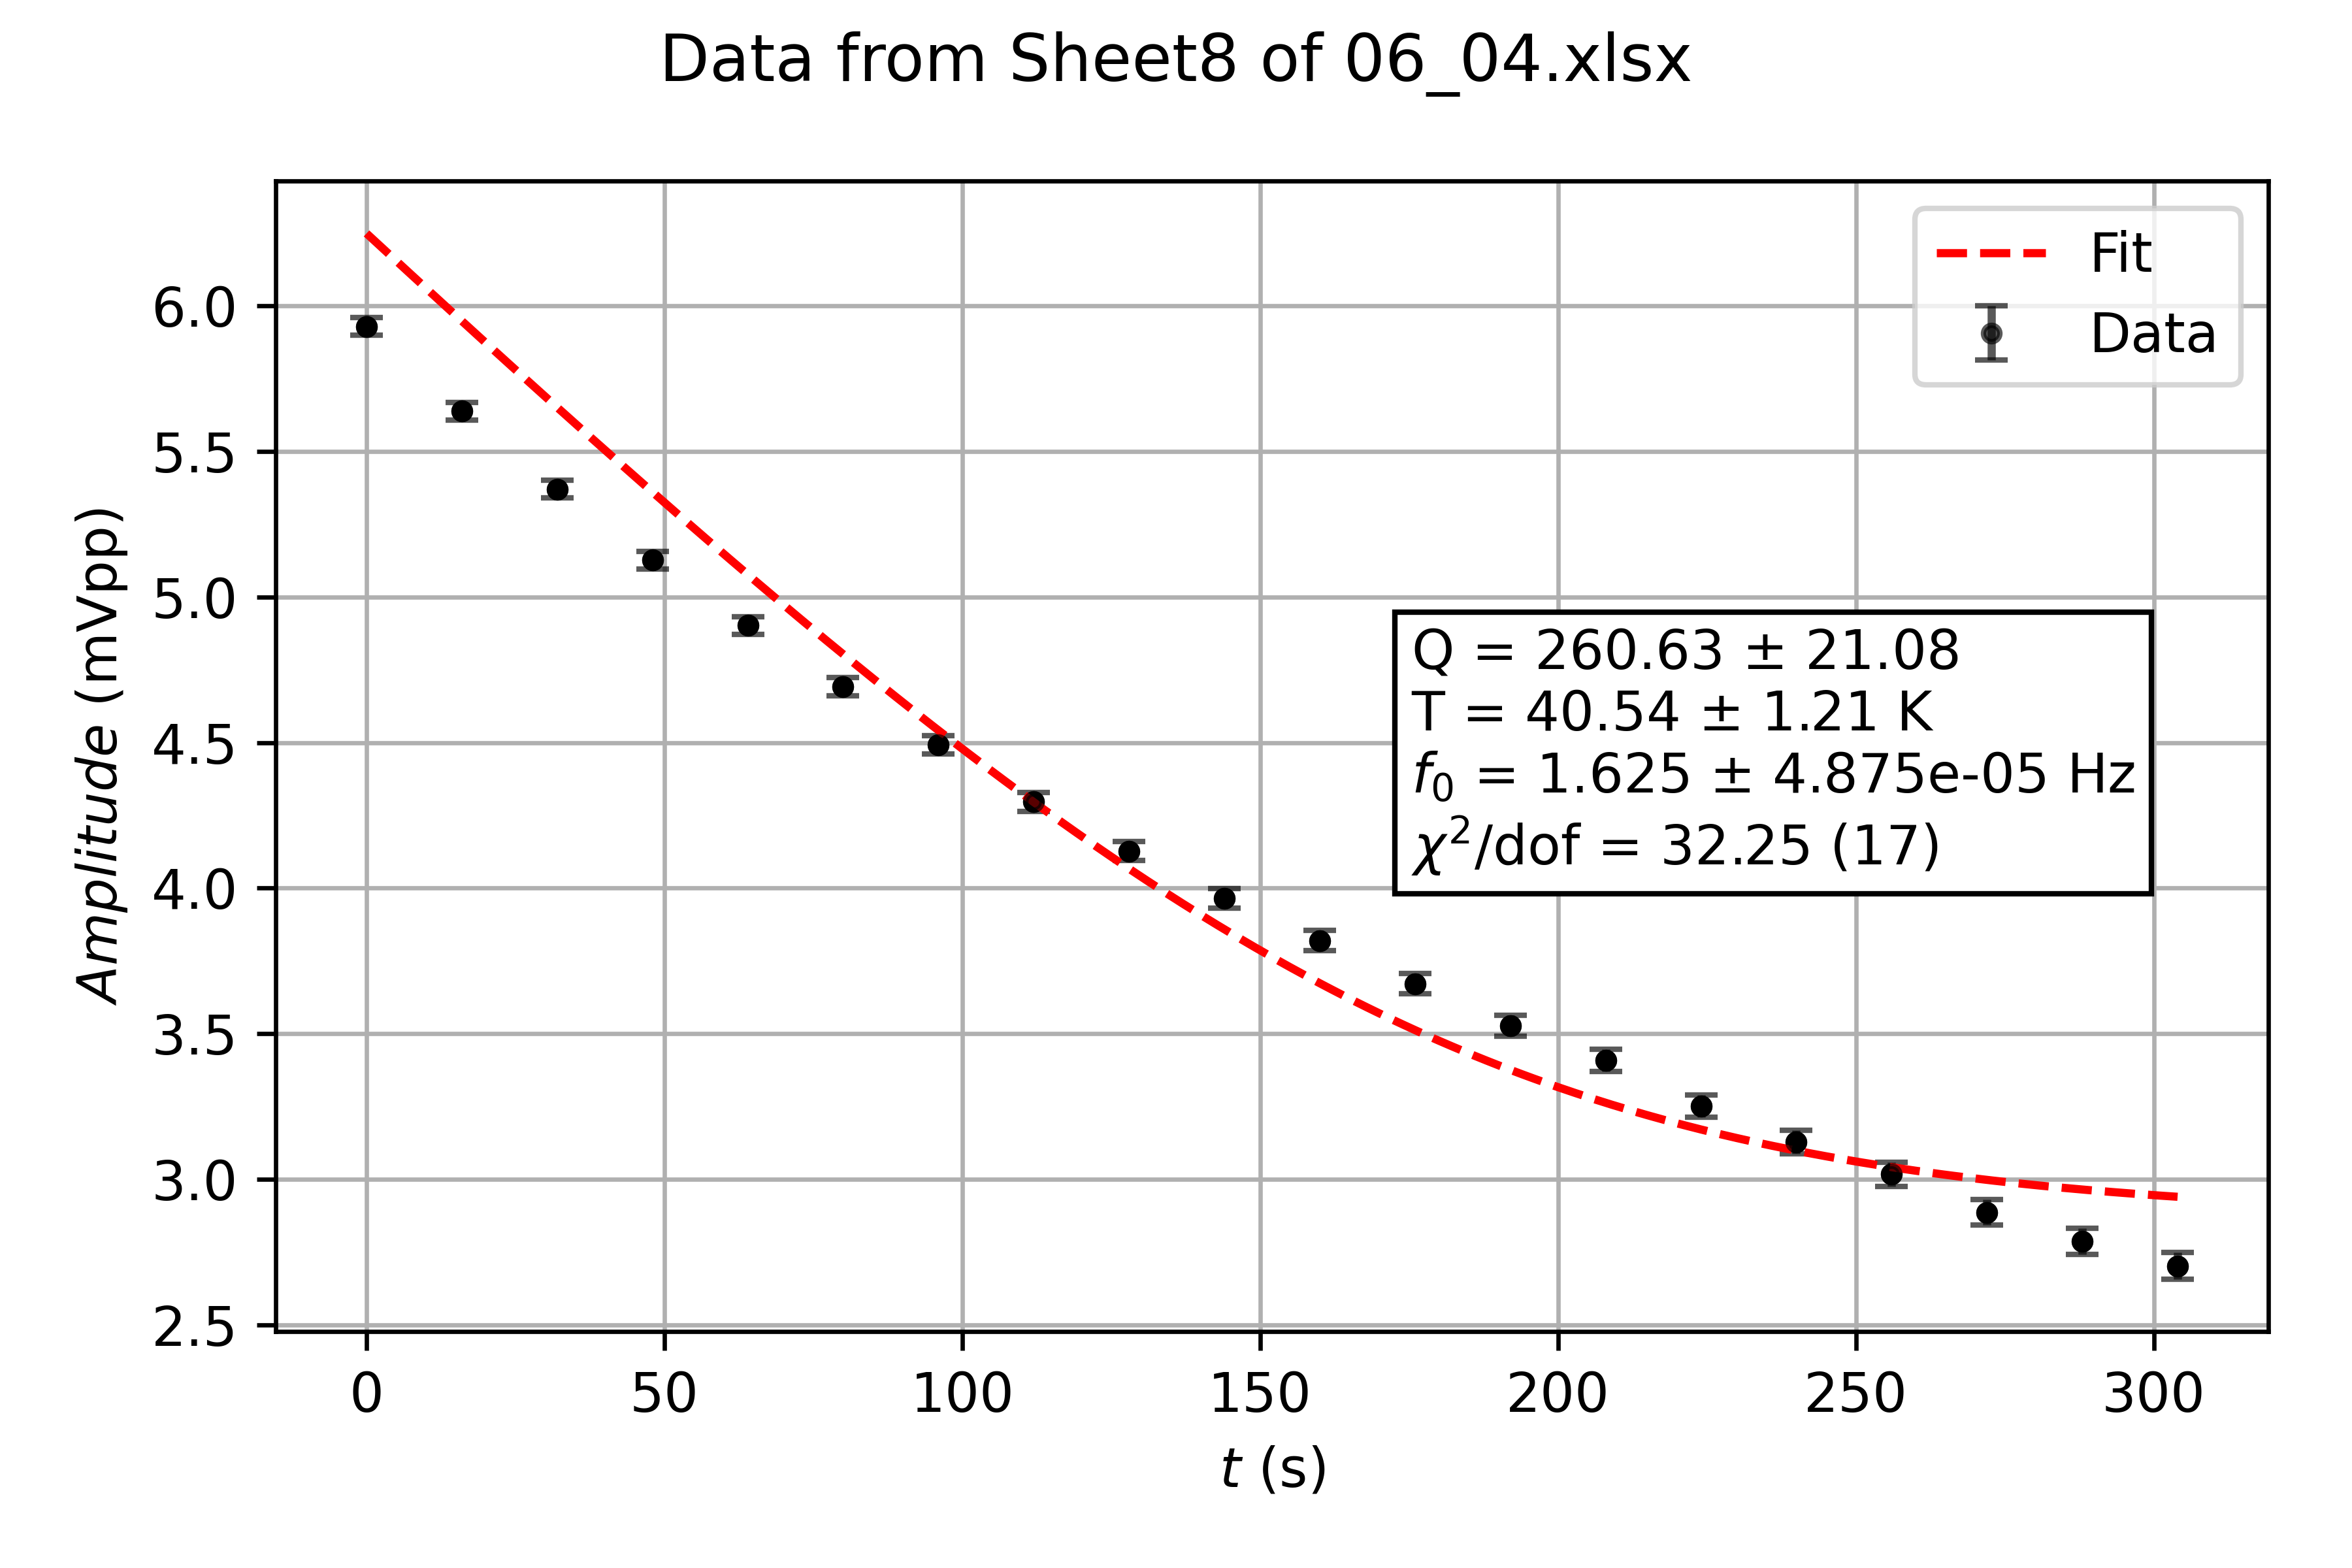 Data from Sheet8 of 06_04.xlsx
Fit
Data
Amplitude (mVpp)
6.0
5.5
5.0
4.5
4.0
3.5
3.0
2.5
Q = 260.63 ± 21.08
T = 40.54 ± 1.21 K
f₀ = 1.625 ± 4.875e-05 Hz
χ²/dof = 32.25 (17)
0 50 100 150 200 250 300
t (s)